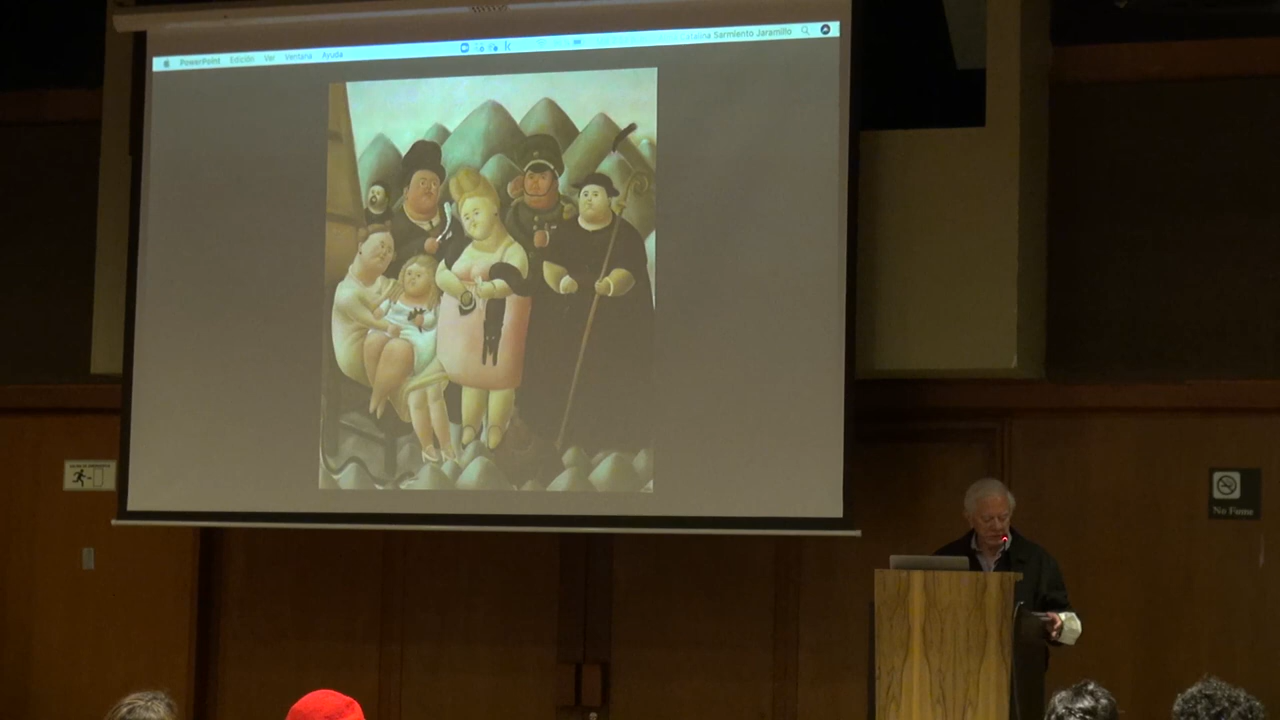 PowerPoint Edición Ver Ventana Ayuda
Catalina Sarmiento Jaramillo
No Fume